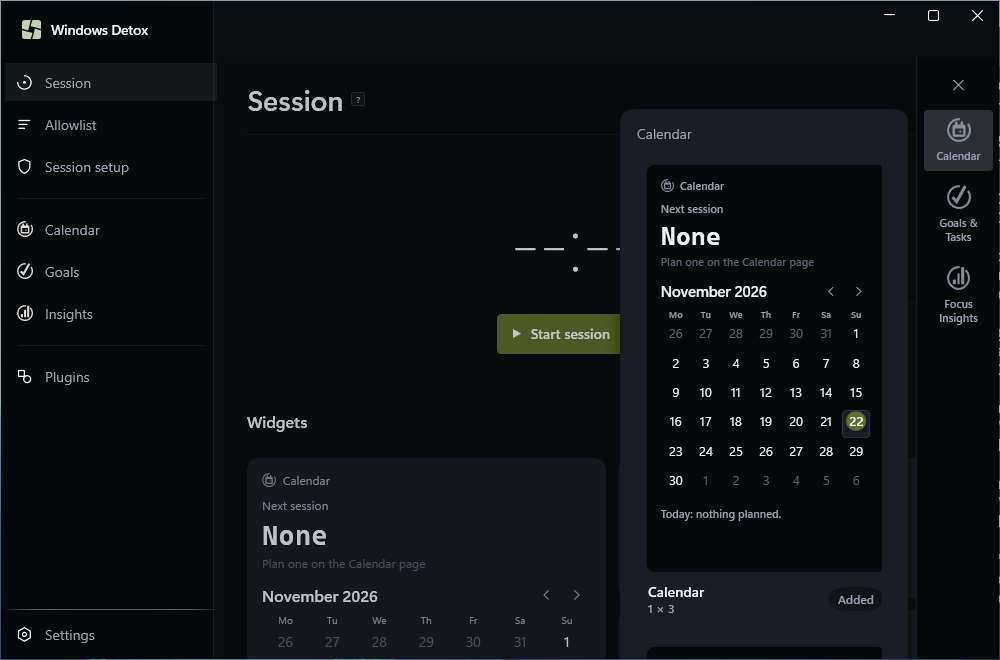 Windows Detox
Session
Allowlist
Session setup
Calendar
Goals
Insights
Plugins
Settings
Session ?
--:--
Start session
Widgets
Calendar
Next session
None
Plan one on the Calendar page
November 2026
Mo Tu We Th Fr Sa Su
26 27 28 29 30 31 1
Calendar
Calendar
Next session
None
Plan one on the Calendar page
November 2026
Mo Tu We Th Fr Sa Su
26 27 28 29 30 31 1
2 3 4 5 6 7 8
9 10 11 12 13 14 15
16 17 18 19 20 21 22
23 24 25 26 27 28 29
30 1 2 3 4 5 6
Today: nothing planned.
Calendar
1 × 3
Added
Calendar
Goals &
Tasks
Focus
Insights